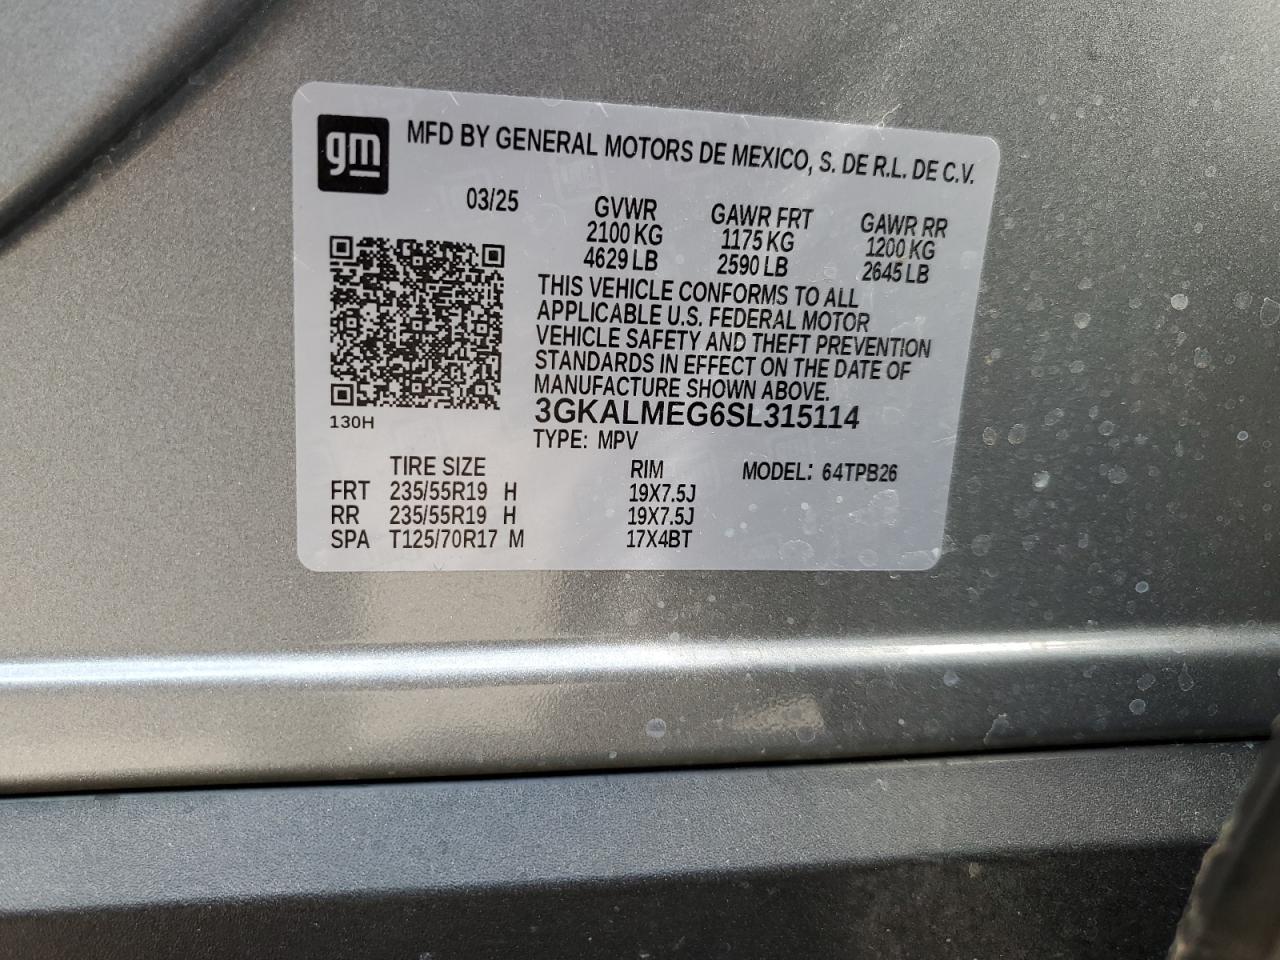 gm
MFD BY GENERAL MOTORS DE MEXICO, S. DE R.L. DE C.V.
03/25
GVWR GAWR FRT GAWR RR
2100 KG 1175 KG 1200 KG
4629 LB 2590 LB 2645 LB
THIS VEHICLE CONFORMS TO ALL
APPLICABLE U.S. FEDERAL MOTOR
VEHICLE SAFETY AND THEFT PREVENTION
STANDARDS IN EFFECT ON THE DATE OF
MANUFACTURE SHOWN ABOVE.
3GKALMEG6SL315114
130H
TYPE: MPV
TIRE SIZE RIM MODEL: 64TPB26
FRT 235/55R19 H 19X7.5J
RR 235/55R19 H 19X7.5J
SPA T125/70R17 M 17X4BT